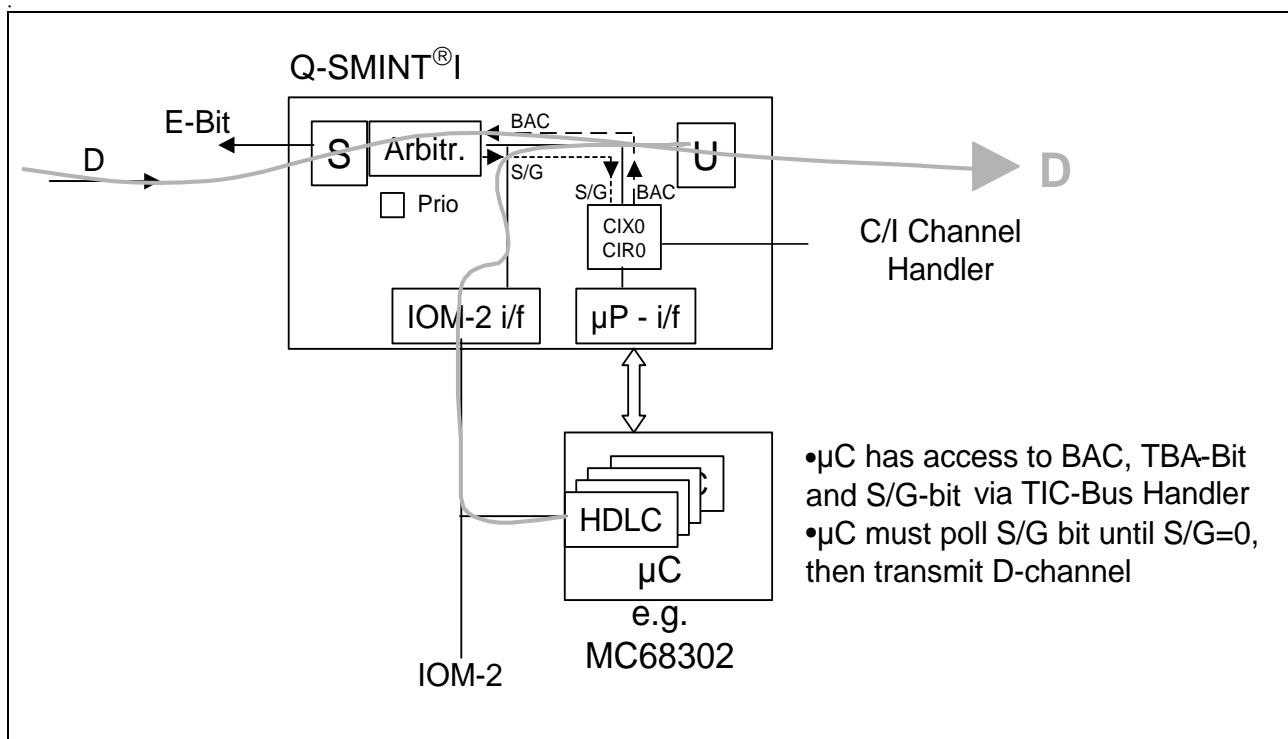 .
Q-SMINT®I
E-Bit
BAC
D
S
Arbitr.
U
D
S/G
S/G
BAC
Prio
CIX0
CIR0
C/I Channel
Handler
IOM-2 i/f
µP - i/f
•µC has access to BAC, TBA-Bit
and S/G-bit via TIC-Bus Handler
•µC must poll S/G bit until S/G=0,
then transmit D-channel
C
HDLC
µC
e.g.
MC68302
IOM-2